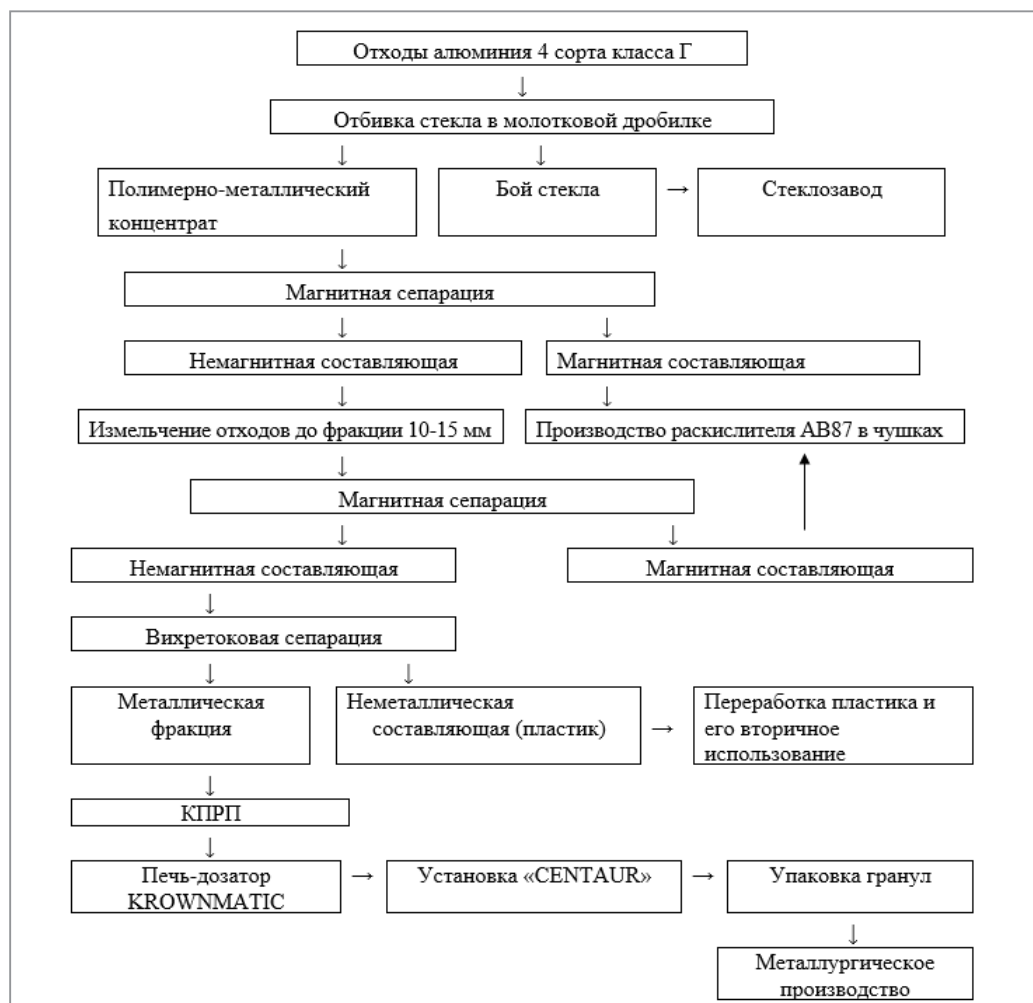 Отходы алюминия 4 сорта класса Г
Отбивка стекла в молотковой дробилке
Полимерно-металлический
концентрат
Бой стекла
Стеклозавод
Магнитная сепарация
Немагнитная составляющая
Магнитная составляющая
Измельчение отходов до фракции 10-15 мм
Производство раскислителя АВ87 в чушках
Магнитная сепарация
Немагнитная составляющая
Магнитная составляющая
Вихретоковая сепарация
Металлическая
фракция
Неметаллическая
составляющая (пластик)
Переработка пластика и
его вторичное
использование
КПРП
Печь-дозатор
KROWNMATIC
Установка «CENTAUR»
Упаковка гранул
Металлургическое
производство